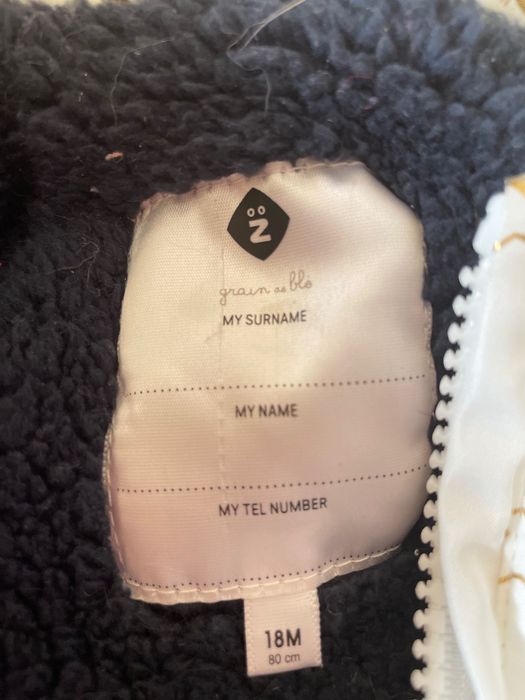 Z
grain de blé
MY SURNAME
MY NAME
MY TEL NUMBER
18M
80 cm